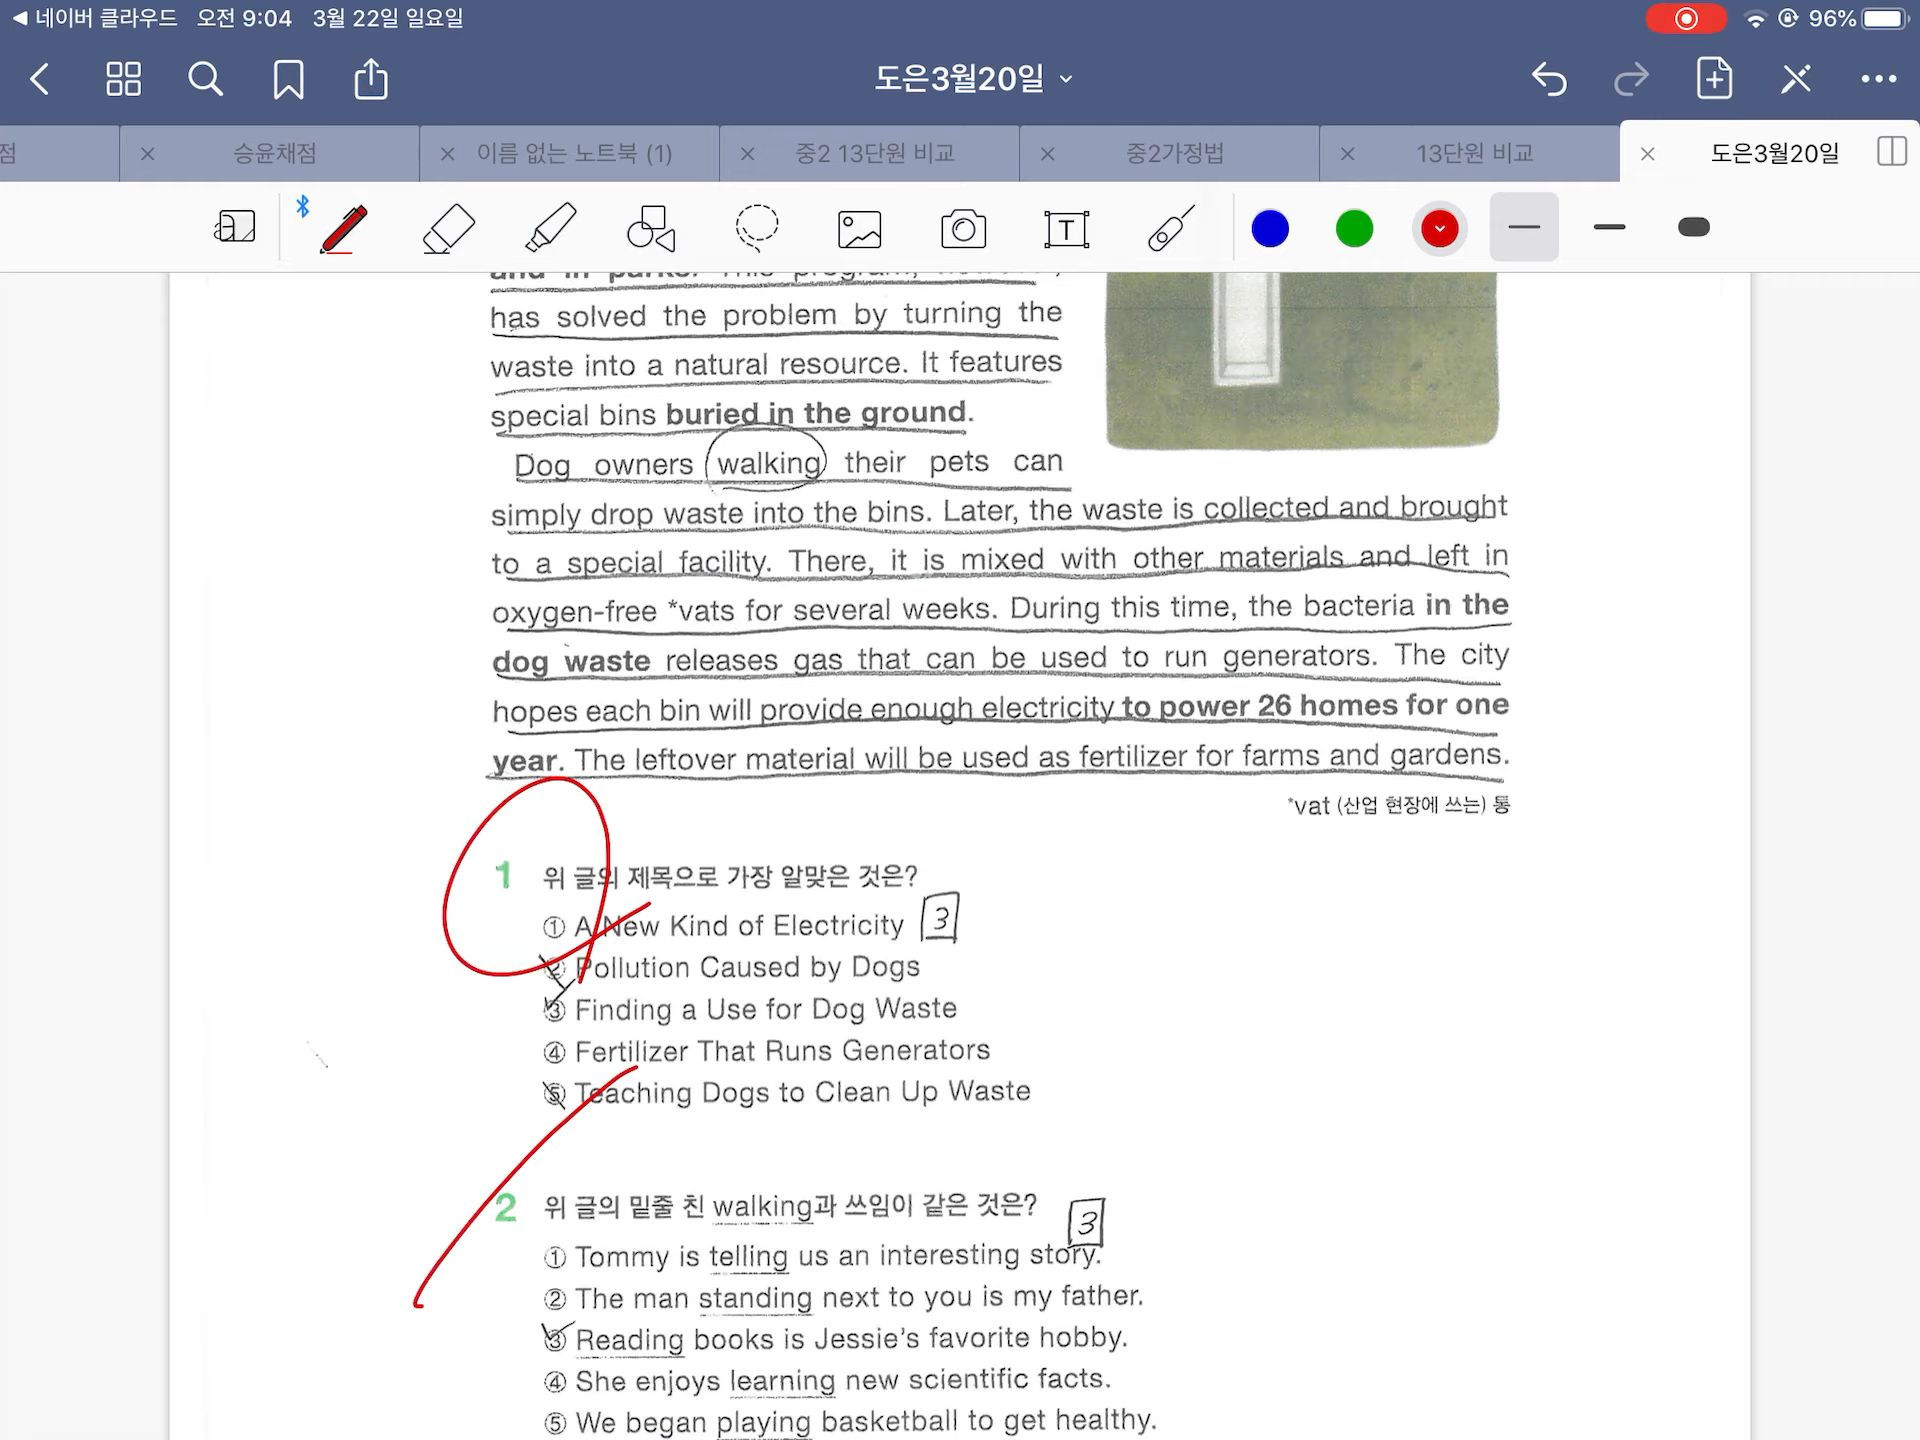 ◀ 네이버 클라우드 오전 9:04 3월 22일 일요일
96%
도은3월20일
점
승윤채점
이름 없는 노트북 (1)
중2 13단원 비교
중2가정법
13단원 비교
도은3월20일
and in parks. This program,
has solved the problem by turning the
waste into a natural resource. It features
special bins buried in the ground.
Dog owners walking their pets can
simply drop waste into the bins. Later, the waste is collected and brought
to a special facility. There, it is mixed with other materials and left in
oxygen-free *vats for several weeks. During this time, the bacteria in the
dog waste releases gas that can be used to run generators. The city
hopes each bin will provide enough electricity to power 26 homes for one
year. The leftover material will be used as fertilizer for farms and gardens.
*vat (산업 현장에 쓰는) 통
1 위 글의 제목으로 가장 알맞은 것은?
① A New Kind of Electricity 3
② Pollution Caused by Dogs
③ Finding a Use for Dog Waste
④ Fertilizer That Runs Generators
⑤ Teaching Dogs to Clean Up Waste
2 위 글의 밑줄 친 walking과 쓰임이 같은 것은? 3
① Tommy is telling us an interesting story.
② The man standing next to you is my father.
③ Reading books is Jessie's favorite hobby.
④ She enjoys learning new scientific facts.
⑤ We began playing basketball to get healthy.